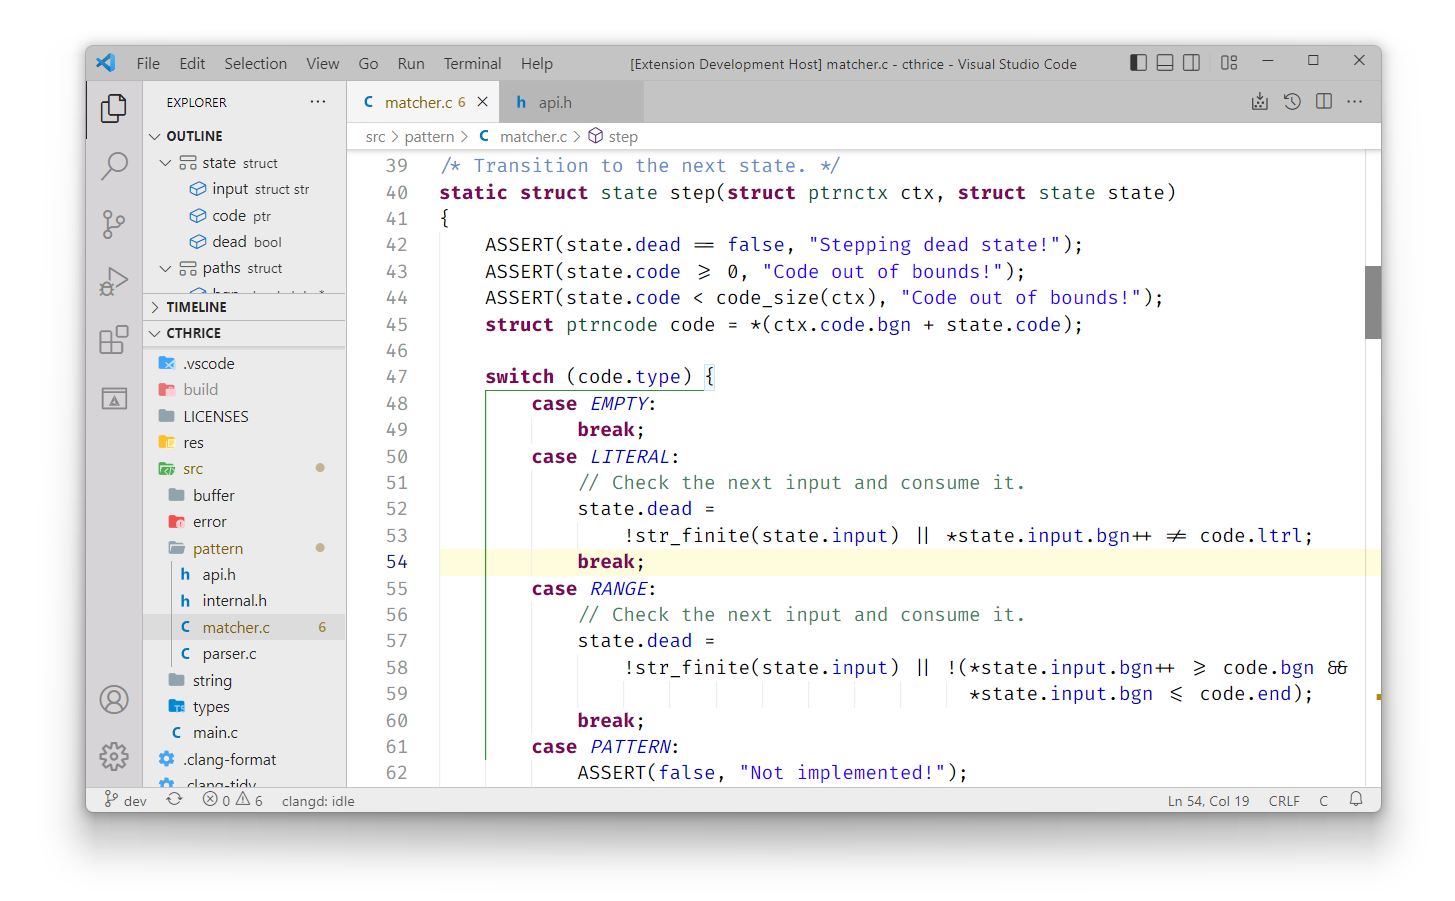 File Edit Selection View Go Run Terminal Help [Extension Development Host] matcher.c - cthrice - Visual Studio Code
EXPLORER ···
OUTLINE
state struct
input struct str
code ptr
dead bool
paths struct
TIMELINE
CTHRICE
.vscode
build
LICENSES
res
src
buffer
error
pattern
h api.h
h internal.h
C matcher.c 6
C parser.c
string
types
C main.c
.clang-format
.clang-tidy
C matcher.c 6 h api.h
src > pattern > C matcher.c > step
39 /* Transition to the next state. */
40 static struct state step(struct ptrnctx ctx, struct state state)
41 {
42 ASSERT(state.dead == false, "Stepping dead state!");
43 ASSERT(state.code >= 0, "Code out of bounds!");
44 ASSERT(state.code < code_size(ctx), "Code out of bounds!");
45 struct ptrncode code = *(ctx.code.bgn + state.code);
46
47 switch (code.type) {
48 case EMPTY:
49 break;
50 case LITERAL:
51 // Check the next input and consume it.
52 state.dead =
53 !str_finite(state.input) || *state.input.bgn++ != code.ltrl;
54 break;
55 case RANGE:
56 // Check the next input and consume it.
57 state.dead =
58 !str_finite(state.input) || !(*state.input.bgn++ >= code.bgn &&
59 *state.input.bgn <= code.end);
60 break;
61 case PATTERN:
62 ASSERT(false, "Not implemented!");
dev 0 6 clangd: idle Ln 54, Col 19 CRLF C